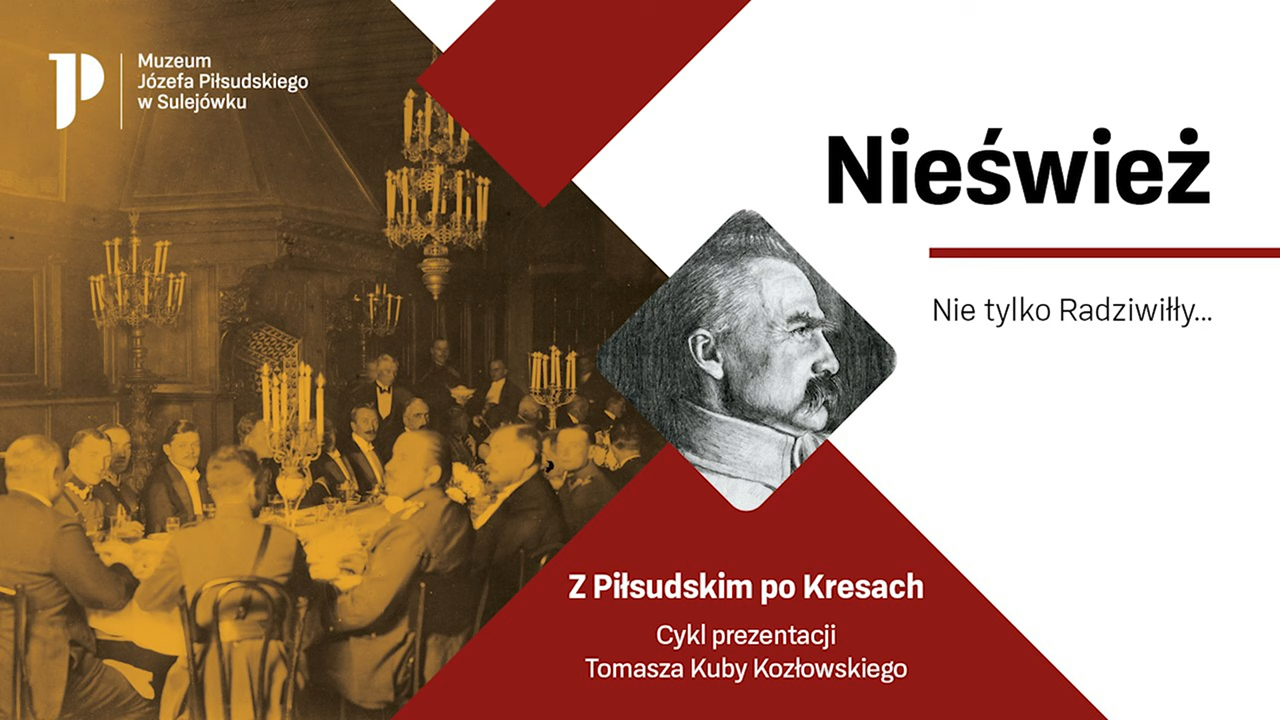 Muzeum
Józefa Piłsudskiego
w Sulejówku
Nieśwież
Nie tylko Radziwiłły...
Z Piłsudskim po Kresach
Cykl prezentacji
Tomasza Kuby Kozłowskiego